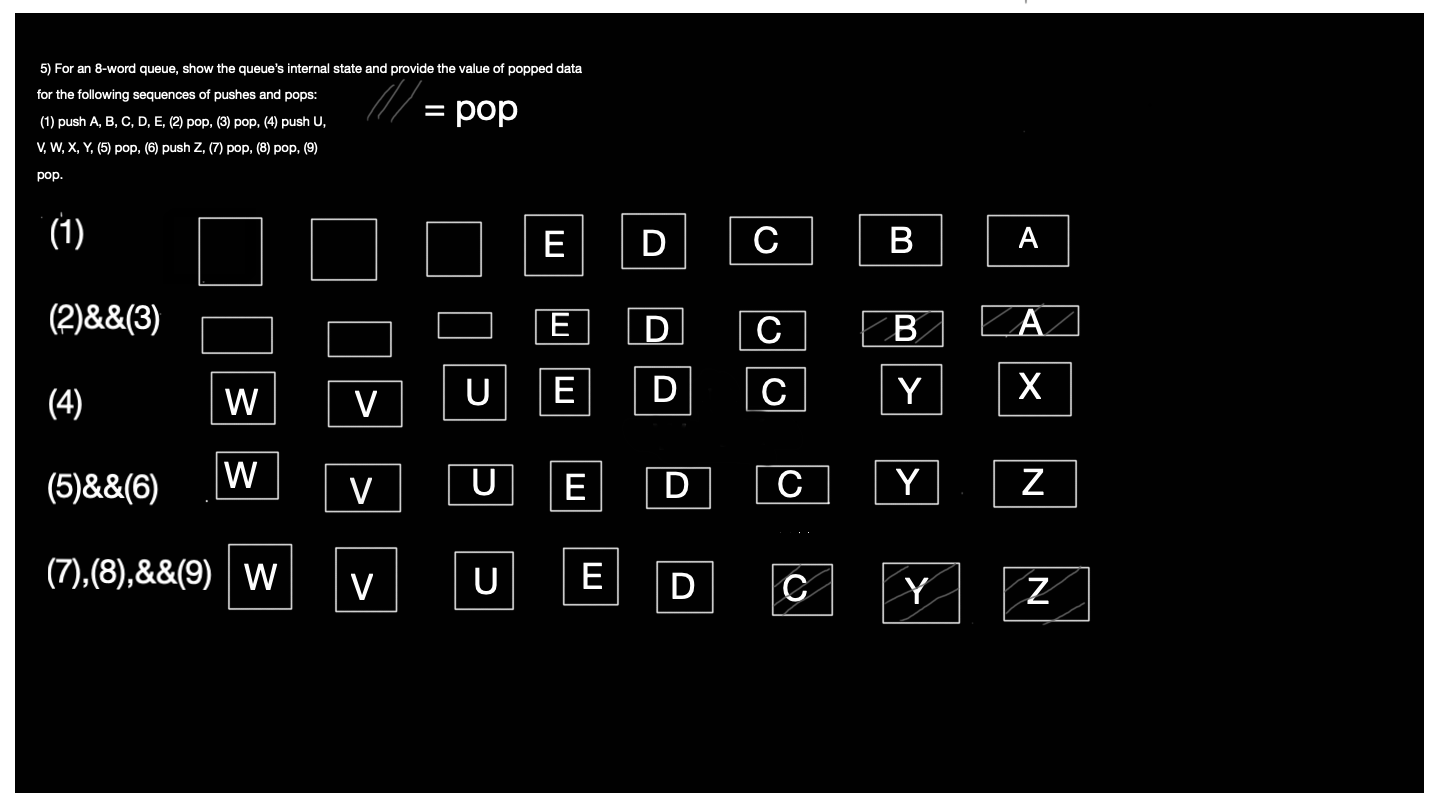 5) For an 8-word queue, show the queue's internal state and provide the value of popped data
for the following sequences of pushes and pops:
= pop
(1) push A, B, C, D, E, (2) pop, (3) pop, (4) push U,
V, W, X, Y, (5) pop, (6) push Z, (7) pop, (8) pop, (9)
pop.
(1) E D C B A
(2)&&(3) E D C B A
(4) W V U E D C Y X
(5)&&(6) W V U E D C Y Z
(7),(8),&&(9) W V U E D C Y Z